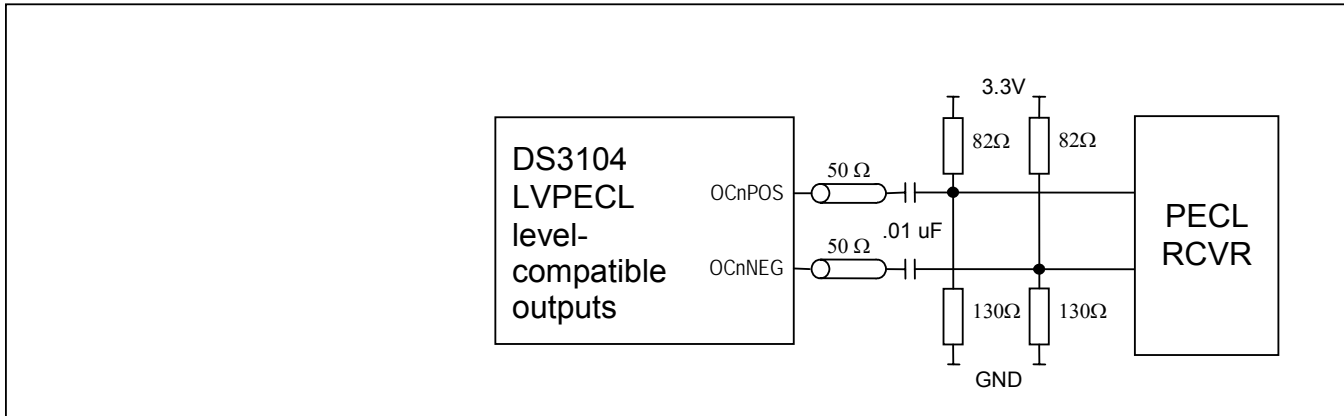 3.3V
82Ω
82Ω
DS3104
LVPECL
level-
compatible
outputs
OCnPOS
OCnNEG
50 Ω
.01 uF
50 Ω
PECL
RCVR
130Ω
130Ω
GND